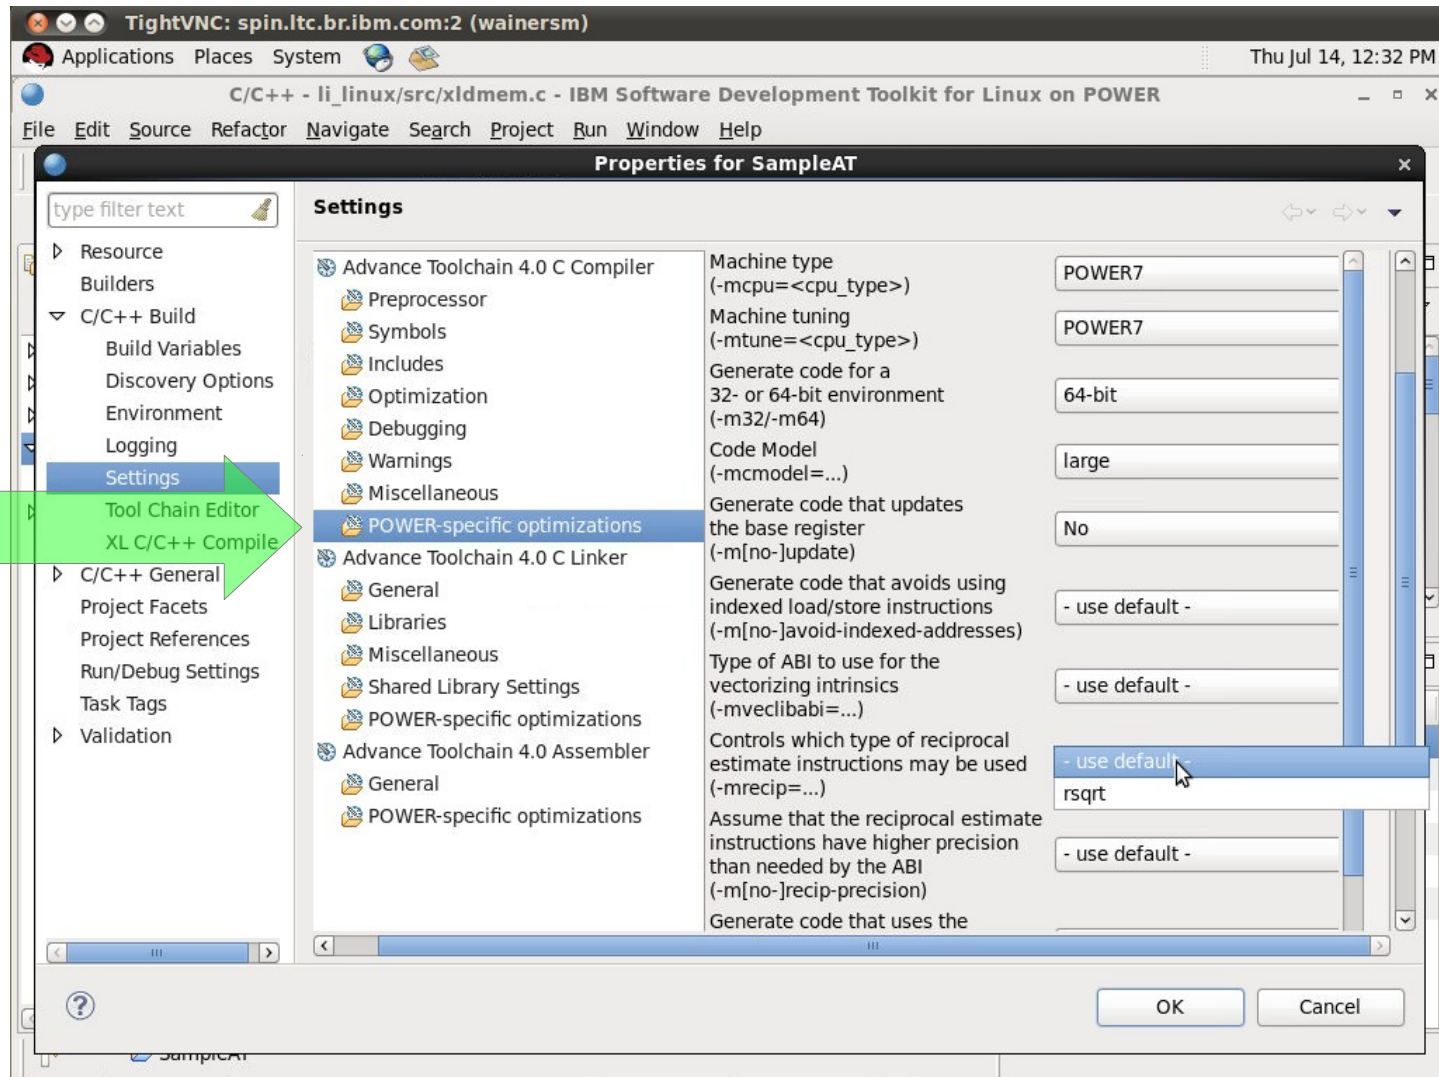 TightVNC: spin.ltc.br.ibm.com:2 (wainersm)
Applications Places System
Thu Jul 14, 12:32 PM
C/C++ - li_linux/src/xldmem.c - IBM Software Development Toolkit for Linux on POWER
File Edit Source Refactor Navigate Search Project Run Window Help
Properties for SampleAT
type filter text
Resource
Builders
C/C++ Build
Build Variables
Discovery Options
Environment
Logging
Settings
Tool Chain Editor
XL C/C++ Compile
C/C++ General
Project Facets
Project References
Run/Debug Settings
Task Tags
Validation
Settings
Advance Toolchain 4.0 C Compiler
Preprocessor
Symbols
Includes
Optimization
Debugging
Warnings
Miscellaneous
POWER-specific optimizations
Advance Toolchain 4.0 C Linker
General
Libraries
Miscellaneous
Shared Library Settings
POWER-specific optimizations
Advance Toolchain 4.0 Assembler
General
POWER-specific optimizations
Machine type
(-mcpu=<cpu_type>)
POWER7
Machine tuning
(-mtune=<cpu_type>)
POWER7
Generate code for a
32- or 64-bit environment
(-m32/-m64)
64-bit
Code Model
(-mcmodel=...)
large
Generate code that updates
the base register
(-m[no-]update)
No
Generate code that avoids using
indexed load/store instructions
(-m[no-]avoid-indexed-addresses)
- use default -
Type of ABI to use for the
vectorizing intrinsics
(-mveclibabi=...)
- use default -
Controls which type of reciprocal
estimate instructions may be used
(-mrecip=...)
- use default -
rsqrt
Assume that the reciprocal estimate
instructions have higher precision
than needed by the ABI
(-m[no-]recip-precision)
- use default -
Generate code that uses the
OK
Cancel
SampleAT